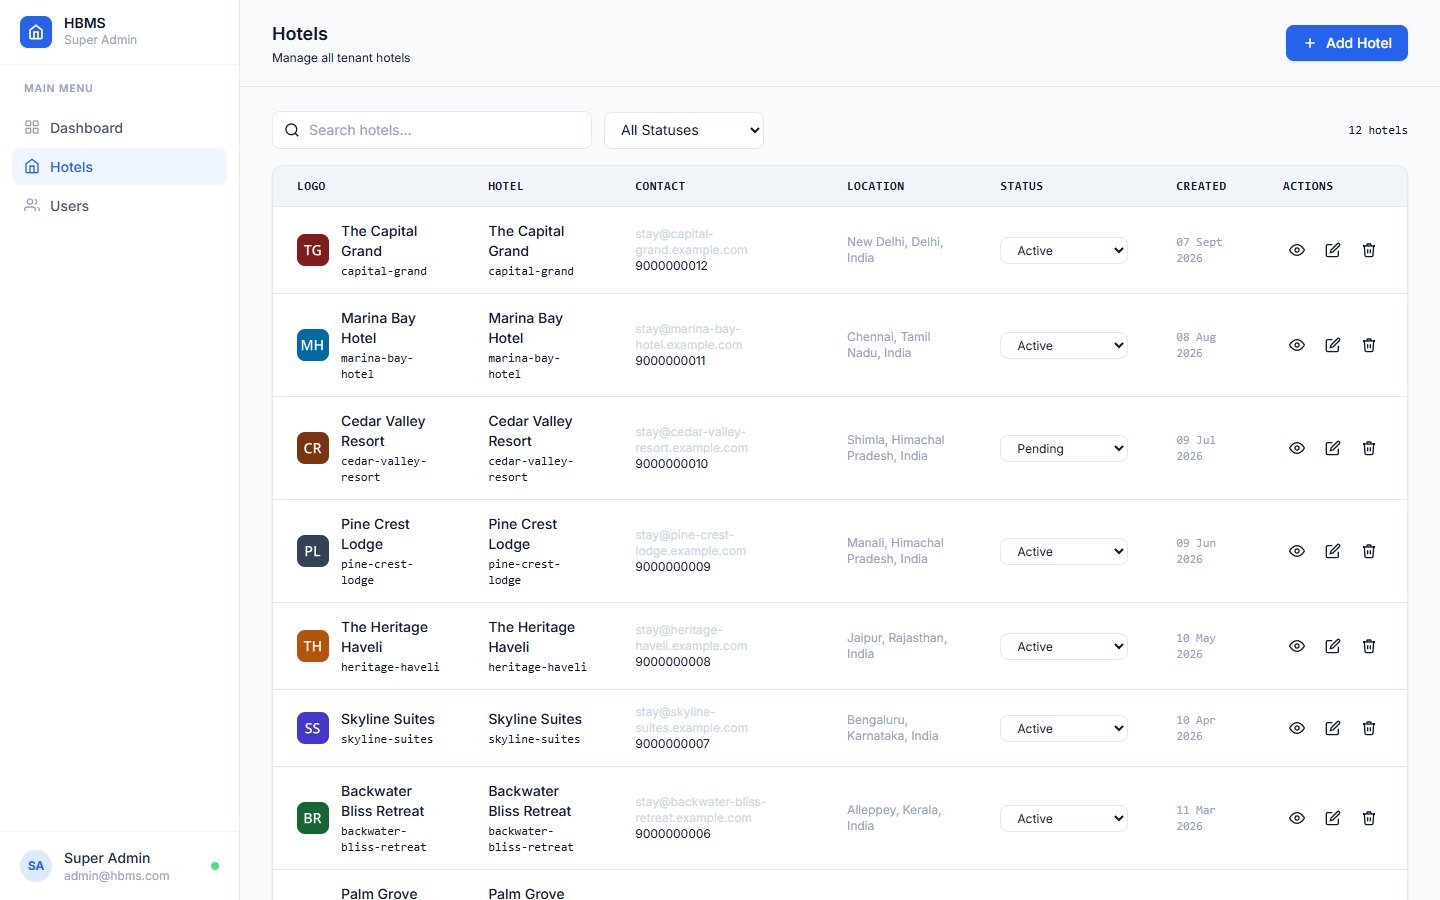 HBMS
Super Admin
MAIN MENU
Dashboard
Hotels
Users
Super Admin
SA
admin@hbms.com
Hotels
Manage all tenant hotels
Add Hotel
Search hotels...
All Statuses
12 hotels
LOGO HOTEL CONTACT LOCATION STATUS CREATED ACTIONS
TG
The Capital
Grand
capital-grand
The Capital
Grand
capital-grand
stay@capital-
grand.example.com
9000000012
New Delhi, Delhi,
India
Active
07 Sept
2026
MH
Marina Bay
Hotel
marina-bay-
hotel
Marina Bay
Hotel
marina-bay-
hotel
stay@marina-bay-
hotel.example.com
9000000011
Chennai, Tamil
Nadu, India
Active
08 Aug
2026
CR
Cedar Valley
Resort
cedar-valley-
resort
Cedar Valley
Resort
cedar-valley-
resort
stay@cedar-valley-
resort.example.com
9000000010
Shimla, Himachal
Pradesh, India
Pending
09 Jul
2026
PL
Pine Crest
Lodge
pine-crest-
lodge
Pine Crest
Lodge
pine-crest-
lodge
stay@pine-crest-
lodge.example.com
9000000009
Manali, Himachal
Pradesh, India
Active
09 Jun
2026
TH
The Heritage
Haveli
heritage-haveli
The Heritage
Haveli
heritage-haveli
stay@heritage-
haveli.example.com
9000000008
Jaipur, Rajasthan,
India
Active
10 May
2026
SS
Skyline Suites
skyline-suites
Skyline Suites
skyline-suites
stay@skyline-
suites.example.com
9000000007
Bengaluru,
Karnataka, India
Active
10 Apr
2026
BR
Backwater
Bliss Retreat
backwater-
bliss-retreat
Backwater
Bliss Retreat
backwater-
bliss-retreat
stay@backwater-bliss-
retreat.example.com
9000000006
Alleppey, Kerala,
India
Active
11 Mar
2026
Palm Grove
Palm Grove